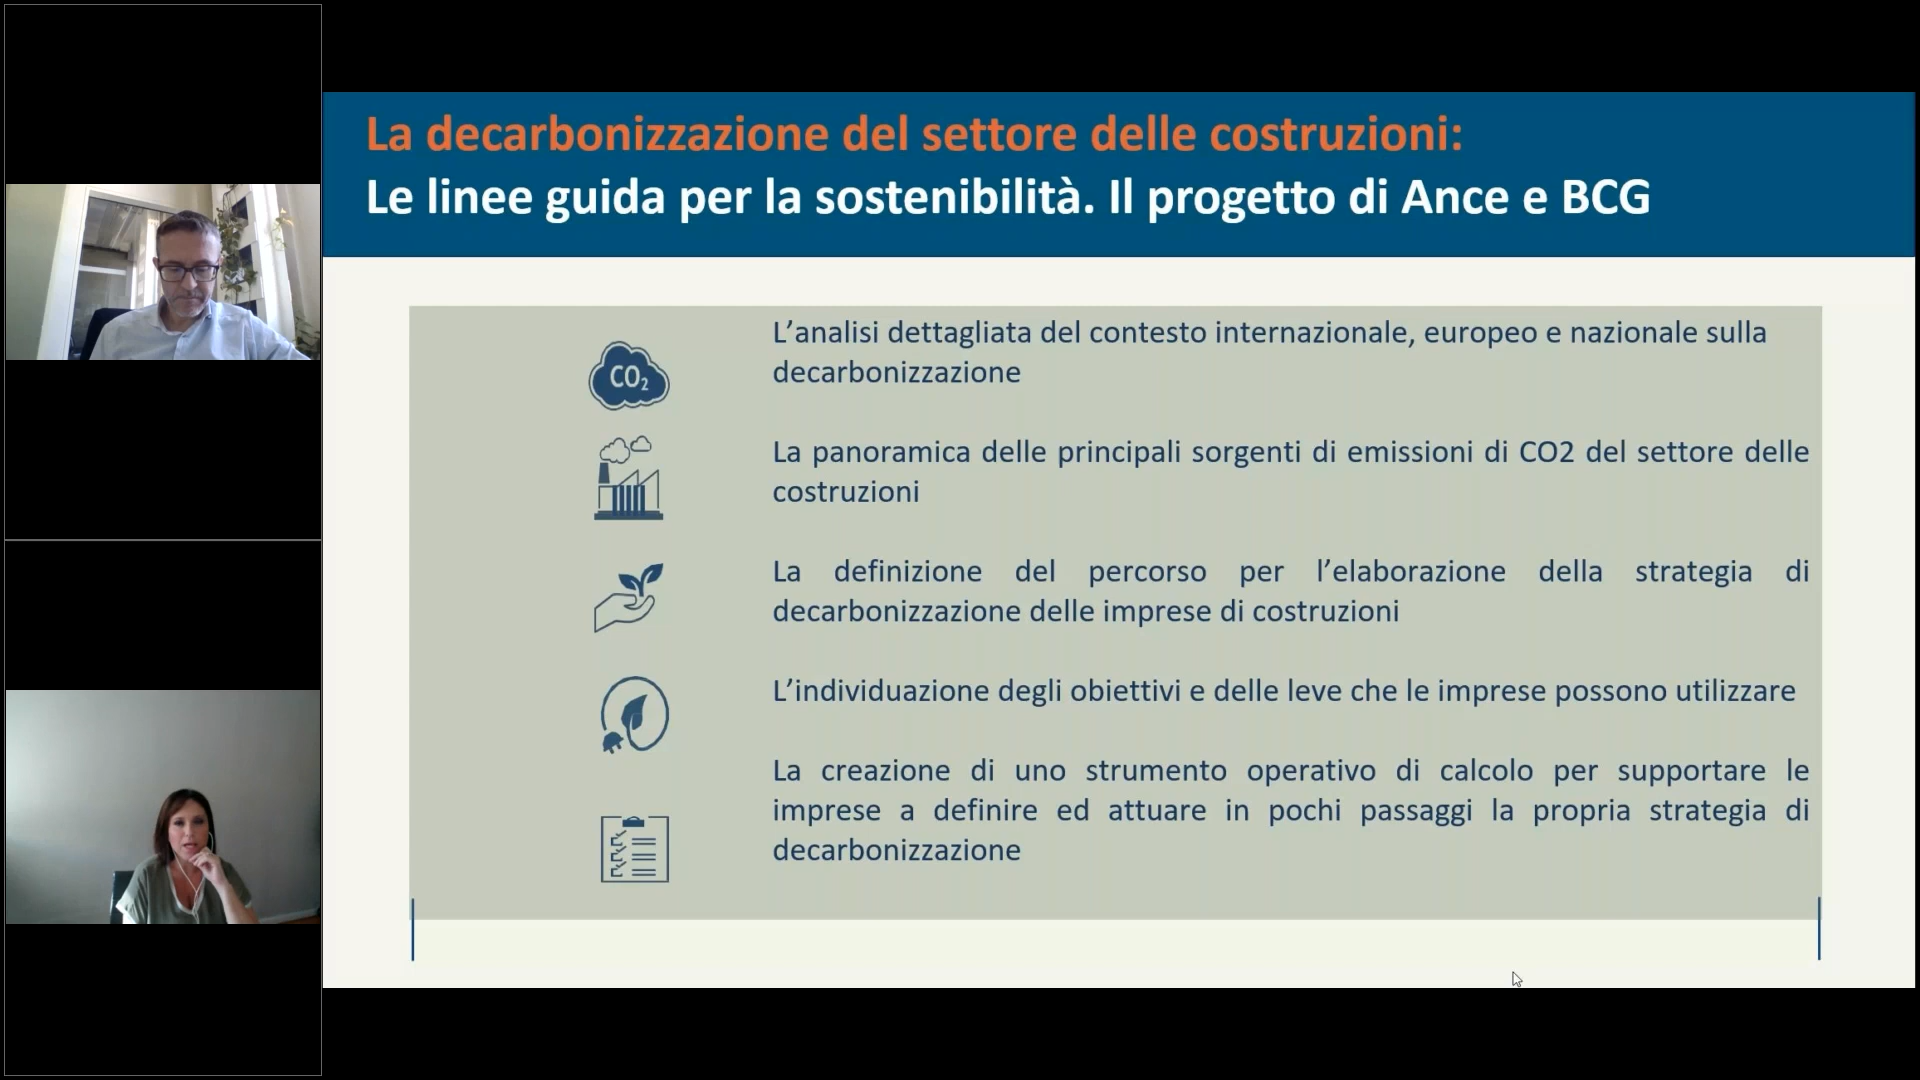 La decarbonizzazione del settore delle costruzioni:
Le linee guida per la sostenibilità. Il progetto di Ance e BCG
L’analisi dettagliata del contesto internazionale, europeo e nazionale sulla
decarbonizzazione
CO₂
La panoramica delle principali sorgenti di emissioni di CO2 del settore delle
costruzioni
La definizione del percorso per l’elaborazione della strategia di
decarbonizzazione delle imprese di costruzioni
L’individuazione degli obiettivi e delle leve che le imprese possono utilizzare
La creazione di uno strumento operativo di calcolo per supportare le
imprese a definire ed attuare in pochi passaggi la propria strategia di
decarbonizzazione